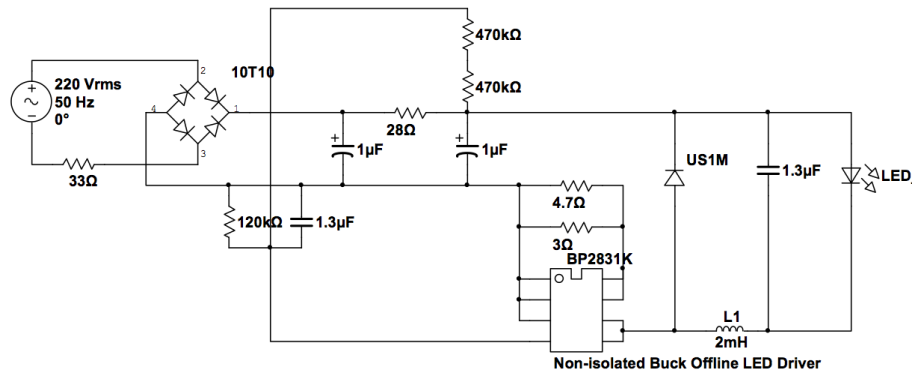 470kΩ
10T10
2
220 Vrms
50 Hz
0°
470kΩ
4
1
28Ω
+
1µF
+
1µF
3
33Ω
US1M
1.3µF
LED_
120kΩ
1.3µF
4.7Ω
3Ω
BP2831K
L1
2mH
Non-isolated Buck Offline LED Driver